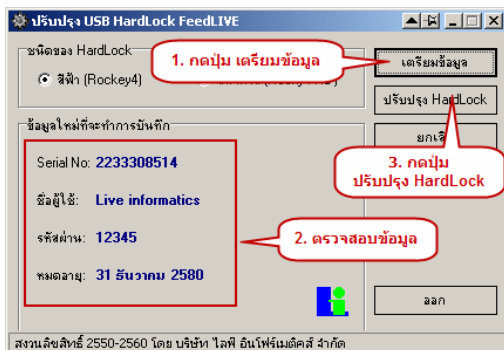 ปรับปรุง USB HardLock FeedLIVE
ชนิดของ HardLock
สีฟ้า (Rockey4)
1. กดปุ่ม เตรียมข้อมูล
เตรียมข้อมูล
ปรับปรุง HardLock
3. กดปุ่ม
ปรับปรุง HardLock
ข้อมูลใหม่ที่จะทำการบันทึก
Serial No: 2233308514
ชื่อผู้ใช้: Live informatics
รหัสผ่าน: 12345
หมดอายุ: 31 ธันวาคม 2580
2. ตรวจสอบข้อมูล
ออก
สงวนลิขสิทธิ์ 2550-2560 โดย บริษัท ไลฟ์ อินโฟร์เมติคส์ จำกัด